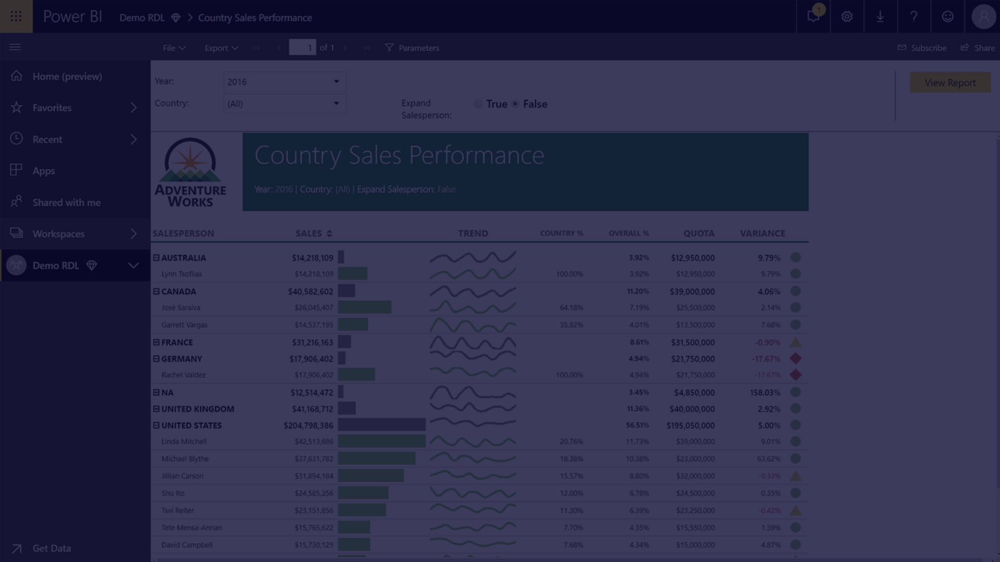 Power BI Demo RDL > Country Sales Performance 1
File Export 1 of 1 Parameters Subscribe Share
Home (preview)
Favorites
Recent
Apps
Shared with me
Workspaces
Demo RDL
Get Data
Year: 2016 View Report
Country: (All) Expand Salesperson: True False
ADVENTURE WORKS
Country Sales Performance
Year: 2016 | Country: (All) | Expand Salesperson: False
SALESPERSON SALES TREND COUNTRY % OVERALL % QUOTA VARIANCE
AUSTRALIA $14,218,109 3.92% $12,950,000 9.79%
Lynn Tsoflias $14,218,109 100.00% 3.92% $12,950,000 9.79%
CANADA $40,582,602 11.20% $39,000,000 4.06%
José Saraiva $26,045,407 64.18% 7.19% $25,500,000 2.14%
Garrett Vargas $14,537,195 35.82% 4.01% $13,500,000 7.68%
FRANCE $31,216,163 8.61% $31,500,000 -0.90%
GERMANY $17,906,402 4.94% $21,750,000 -17.67%
Rachel Valdez $17,906,402 100.00% 4.94% $21,750,000 -17.67%
NA $12,514,472 3.45% $4,850,000 158.03%
UNITED KINGDOM $41,168,712 11.36% $40,000,000 2.92%
UNITED STATES $204,798,386 56.51% $195,050,000 5.00%
Linda Mitchell $42,513,686 20.76% 11.73% $39,000,000 9.01%
Michael Blythe $37,631,782 18.38% 10.38% $23,000,000 63.62%
Jillian Carson $31,894,184 15.57% 8.80% $32,000,000 -0.33%
Shu Ito $24,585,356 12.00% 6.78% $24,500,000 0.35%
Tsvi Reiter $23,151,856 11.30% 6.39% $23,250,000 -0.42%
Tete Mensa-Annan $15,765,622 7.70% 4.35% $15,550,000 1.39%
David Campbell $15,730,129 7.68% 4.34% $15,000,000 4.87%